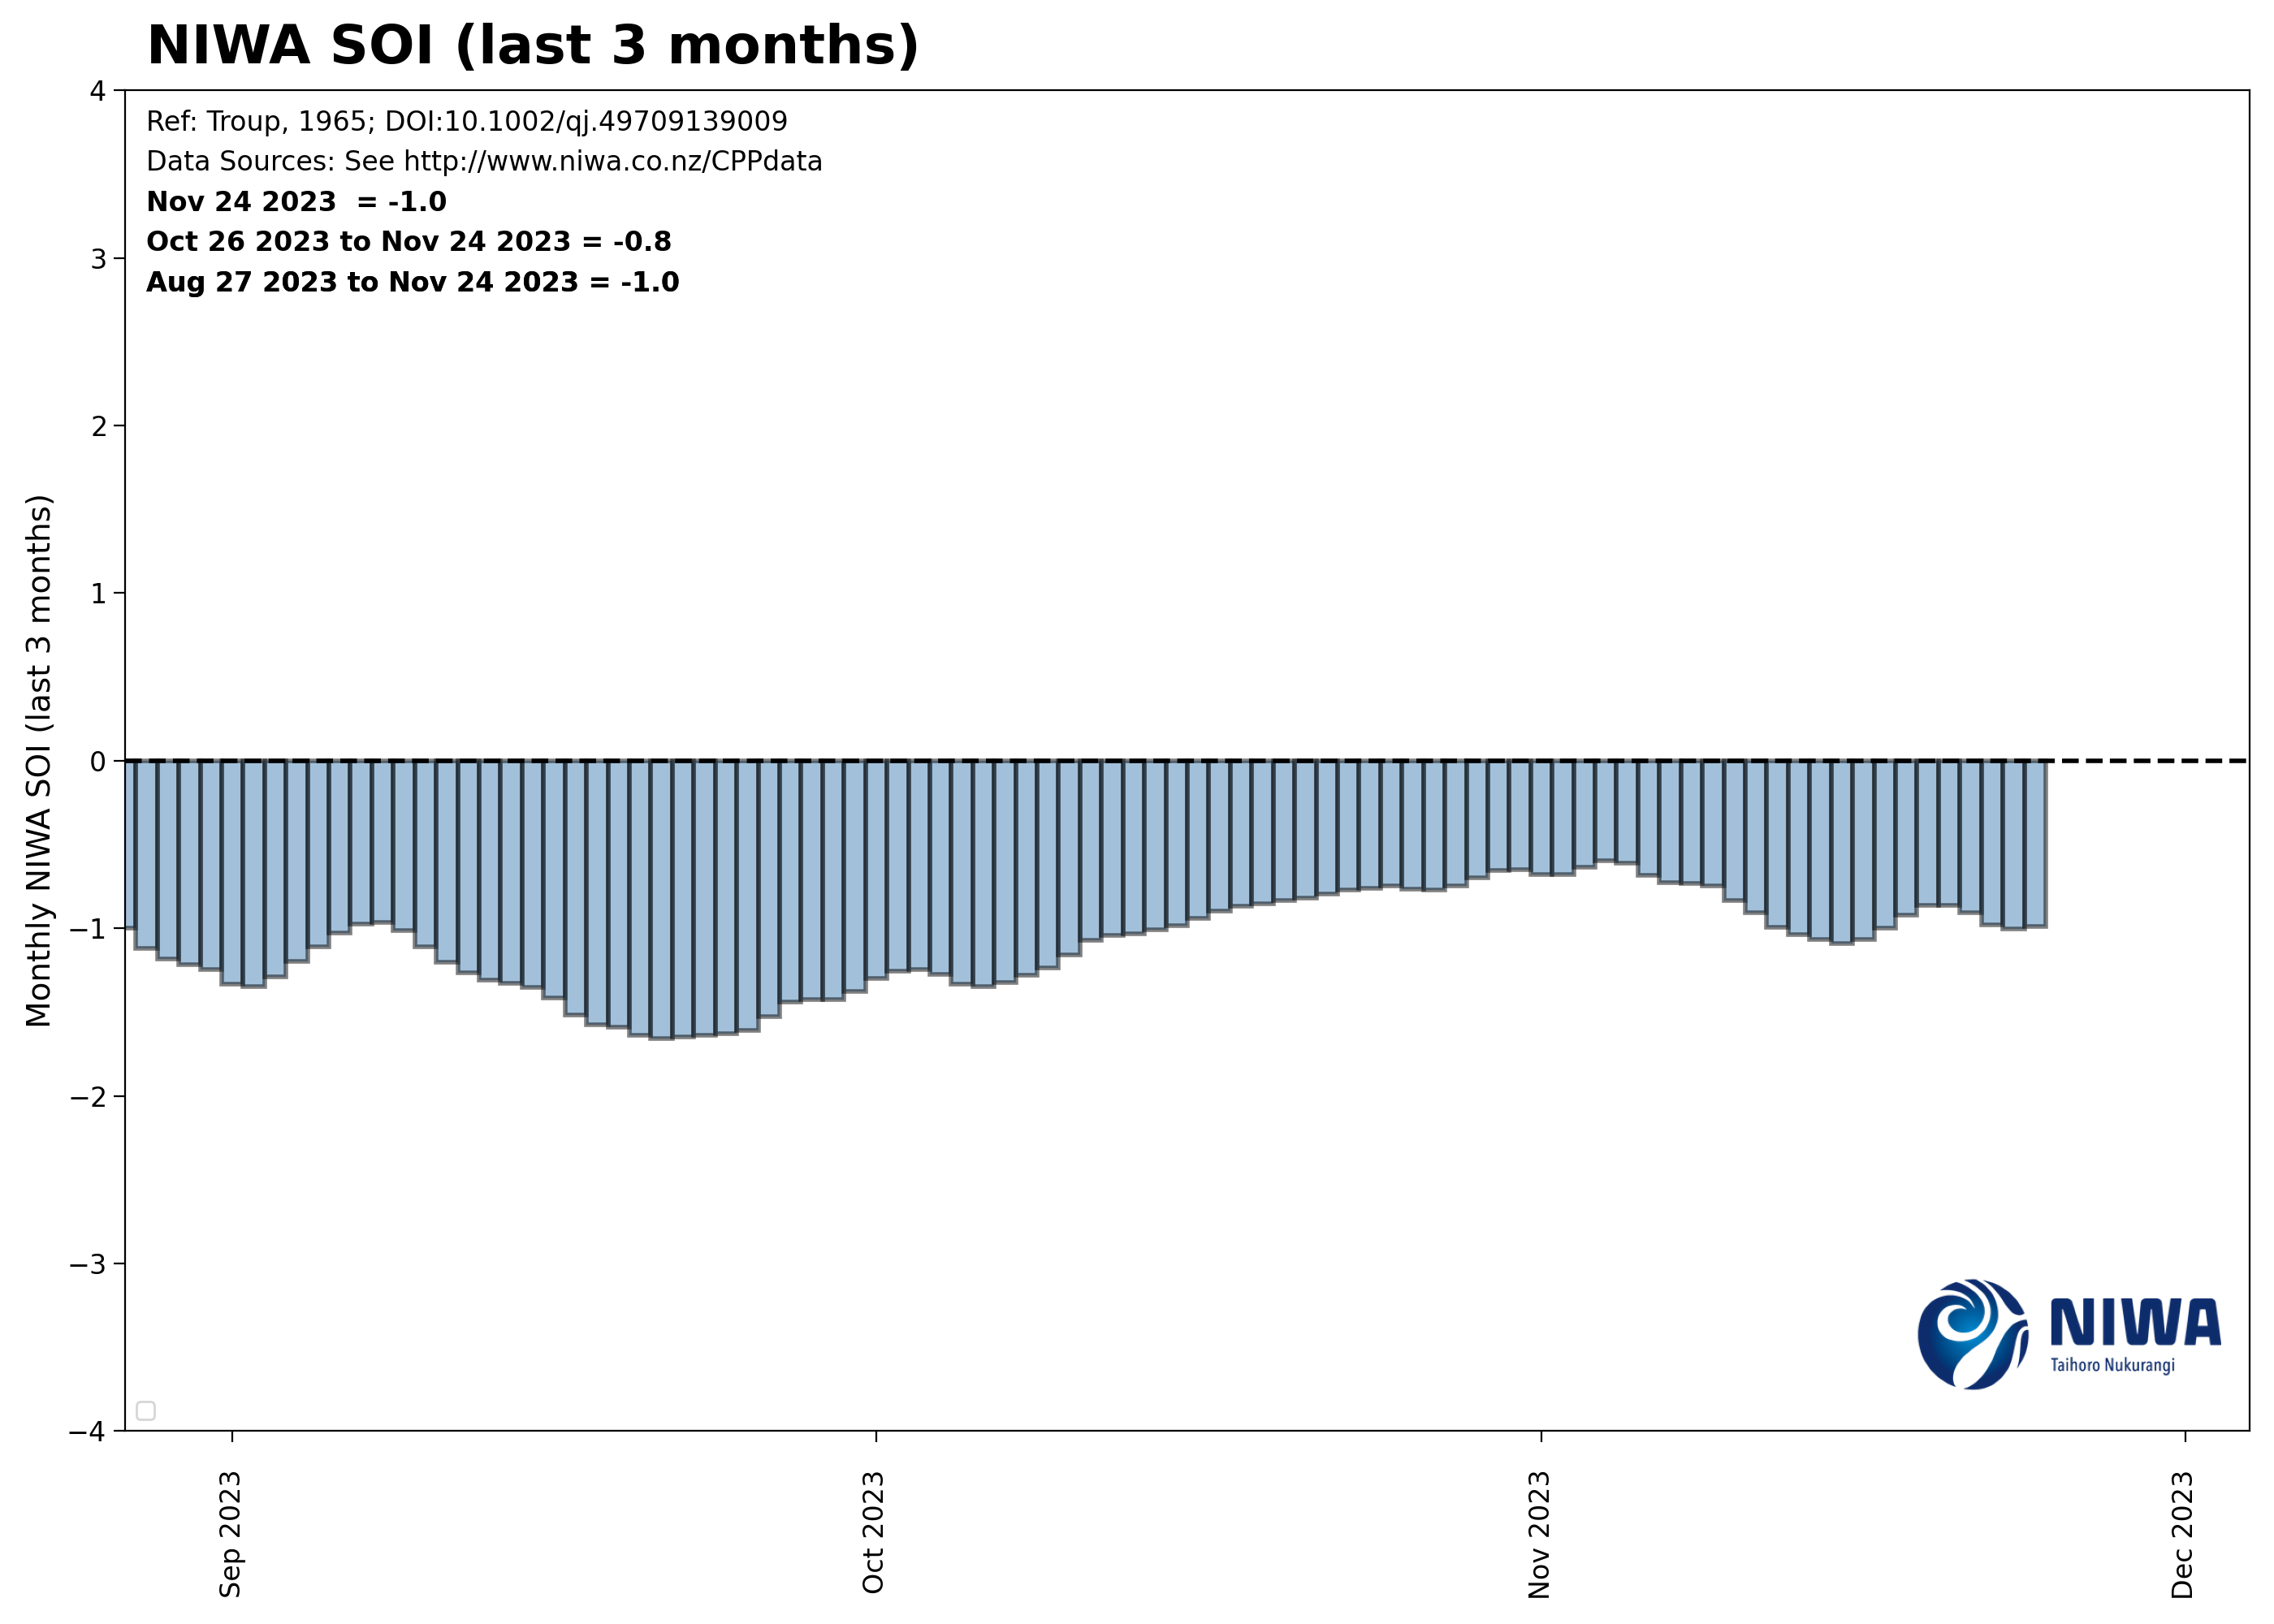 NIWA SOI (last 3 months)
Ref: Troup, 1965; DOI:10.1002/qj.49709139009
Data Sources: See http://www.niwa.co.nz/CPPdata
Nov 24 2023  = -1.0
Oct 26 2023 to Nov 24 2023 = -0.8
Aug 27 2023 to Nov 24 2023 = -1.0
Monthly NIWA SOI (last 3 months)
4
3
2
1
0
−1
−2
−3
−4
NIWA
Taihoro Nukurangi
Sep 2023
Oct 2023
Nov 2023
Dec 2023